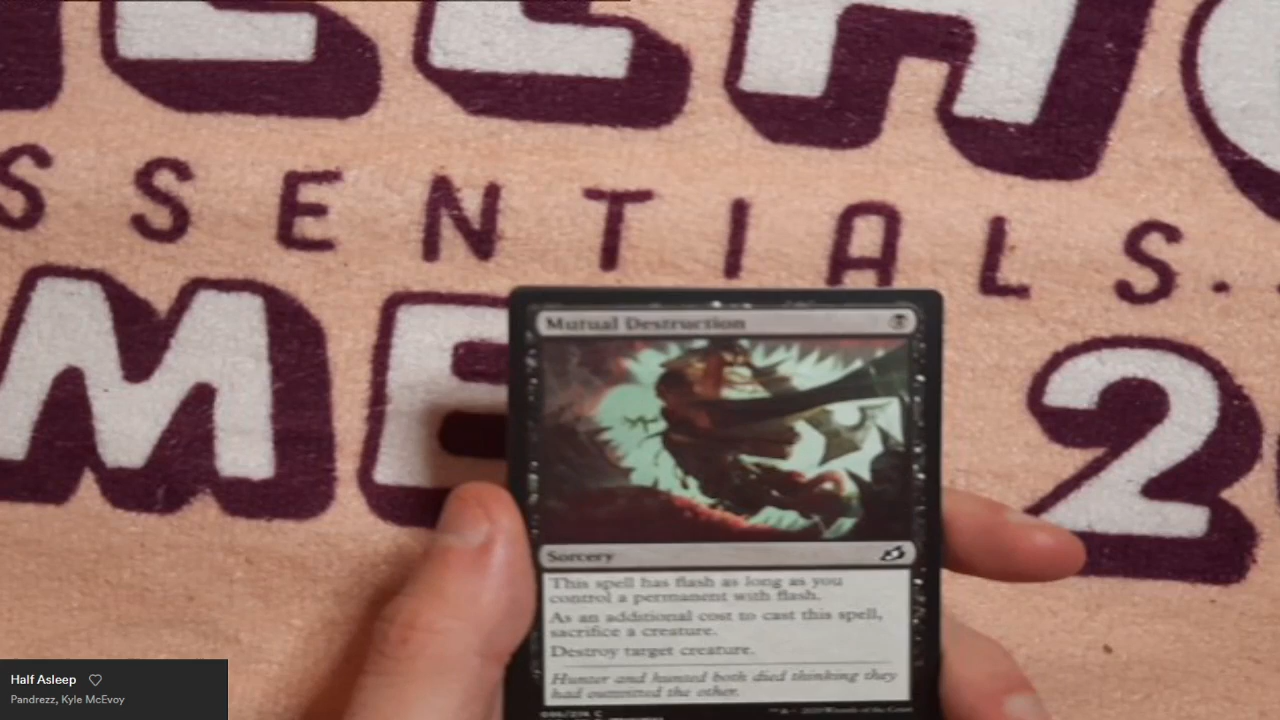 SSENTIALS.
ME 2
Mutual Destruction
Sorcery
This spell has flash as long as you
control a permanent with flash.
As an additional cost to cast this spell,
sacrifice a creature.
Destroy target creature.
Hunter and hunted both died thinking they
had outwitted the other.
Half Asleep
Pandrezz, Kyle McEvoy